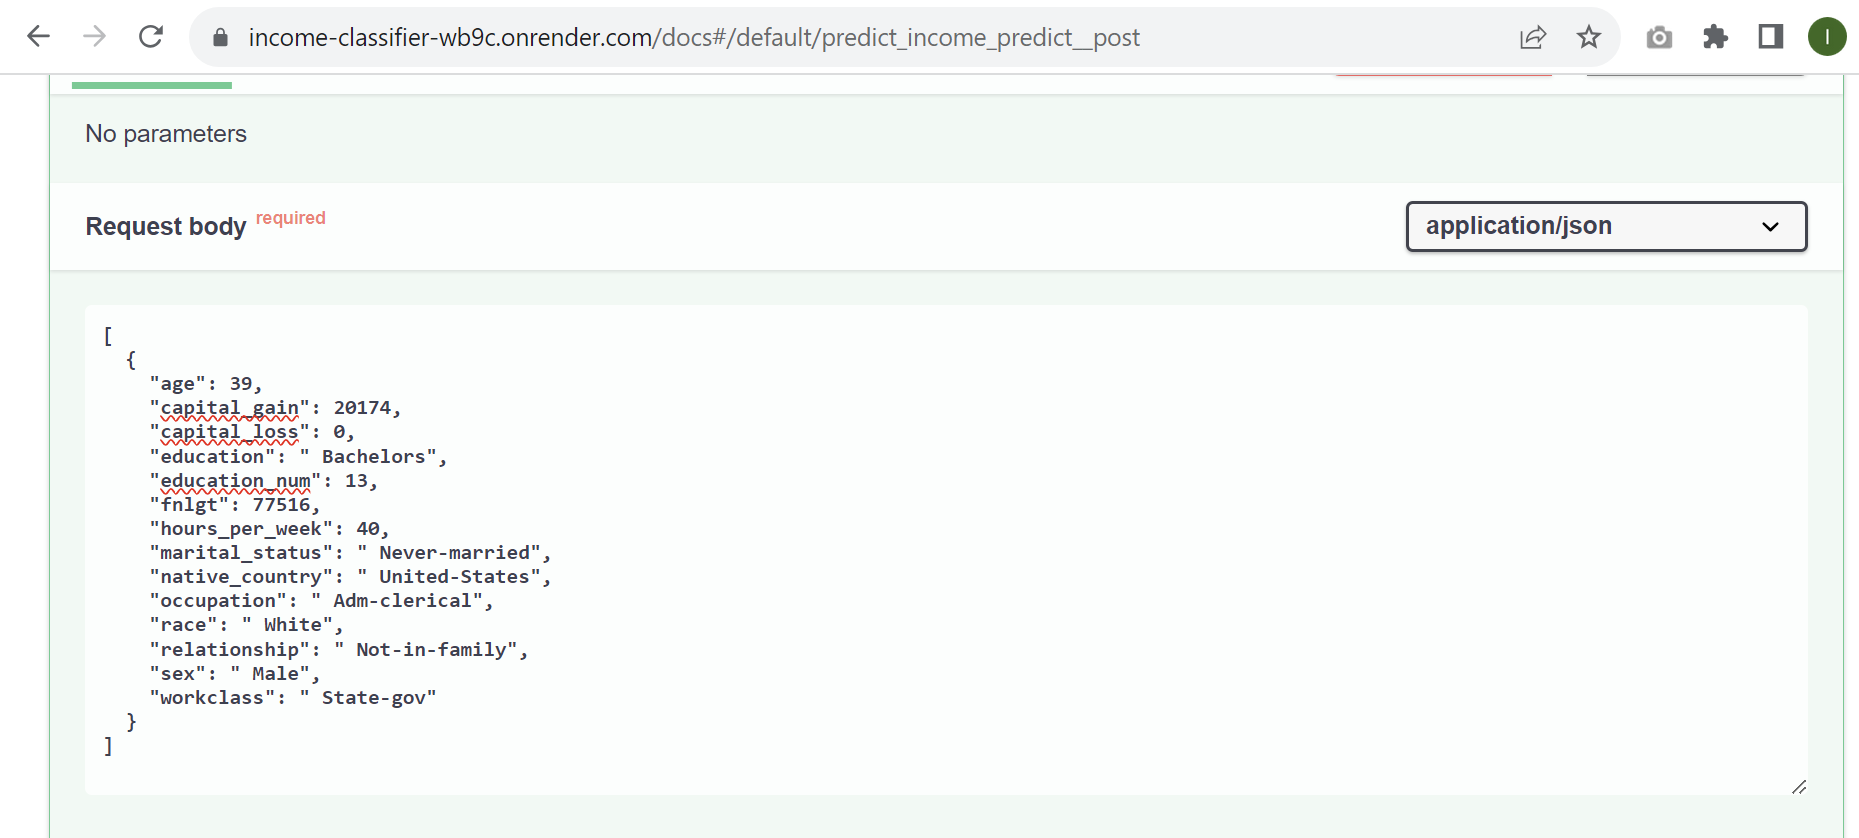 income-classifier-wb9c.onrender.com/docs#/default/predict_income_predict__post
I
No parameters
Request body required
application/json
[
  {
    "age": 39,
    "capital_gain": 20174,
    "capital_loss": 0,
    "education": " Bachelors",
    "education_num": 13,
    "fnlgt": 77516,
    "hours_per_week": 40,
    "marital_status": " Never-married",
    "native_country": " United-States",
    "occupation": " Adm-clerical",
    "race": " White",
    "relationship": " Not-in-family",
    "sex": " Male",
    "workclass": " State-gov"
  }
]